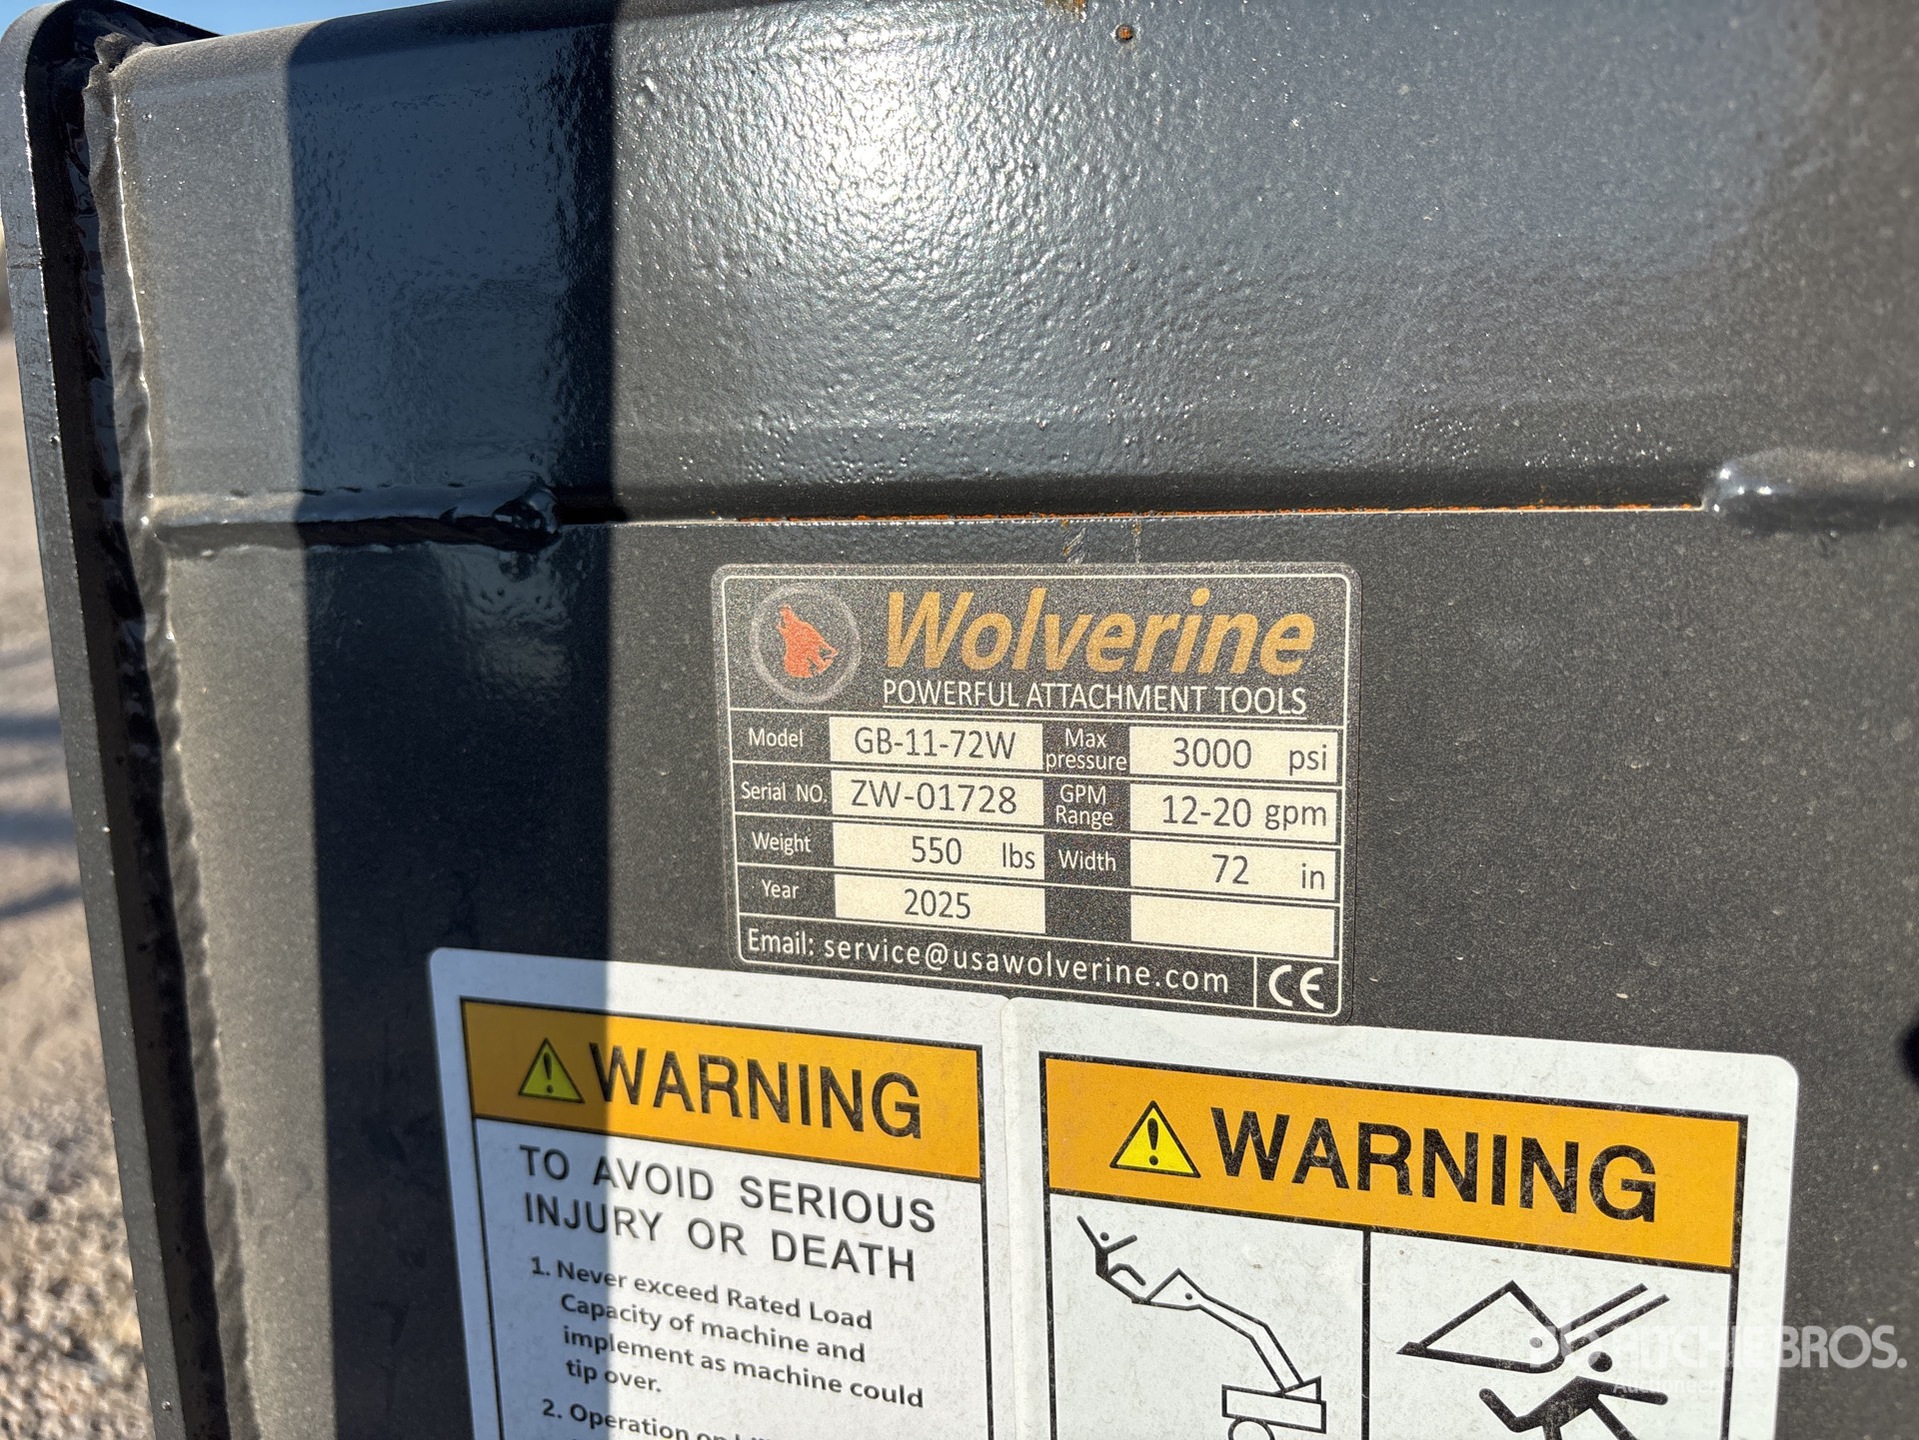 Wolverine
POWERFUL ATTACHMENT TOOLS
Model GB-11-72W Max pressure 3000 psi
Serial NO. ZW-01728 GPM Range 12-20 gpm
Weight 550 lbs Width 72 in
Year 2025
Email: service@usawolverine.com CE
WARNING
TO AVOID SERIOUS
INJURY OR DEATH
1. Never exceed Rated Load
Capacity of machine and
implement as machine could
tip over.
2. Operation
WARNING
RITCHIE BROS.
Auctioneers